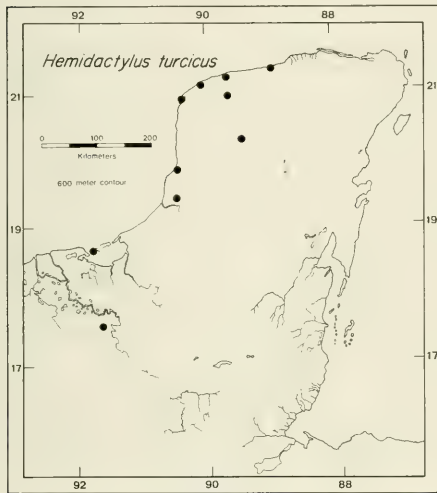 92 90 88
Hemidactylus turcicus
21 21
0 100 200
Kilometers
600 meter contour
19 19
17 17
92 90 88